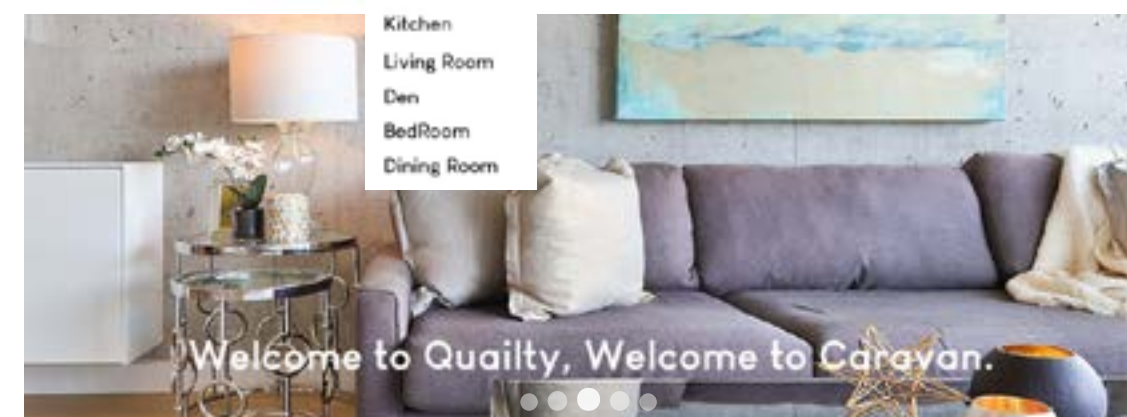 Kitchen
Living Room
Den
BedRoom
Dining Room
Welcome to Quailty, Welcome to Caravan.